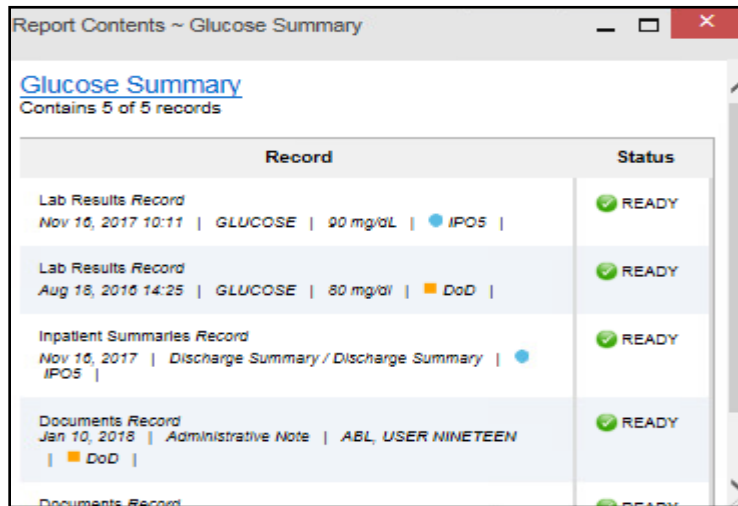 Report Contents ~ Glucose Summary
Glucose Summary
Contains 5 of 5 records
Record Status
Lab Results Record READY
Nov 16, 2017 10:11 | GLUCOSE | 90 mg/dL | IPO5 |
Lab Results Record READY
Aug 18, 2016 14:25 | GLUCOSE | 80 mg/dl | DoD |
Inpatient Summaries Record READY
Nov 16, 2017 | Discharge Summary / Discharge Summary |
IPO5 |
Documents Record READY
Jan 10, 2018 | Administrative Note | ABL, USER NINETEEN
| DoD |
Documents Record READY